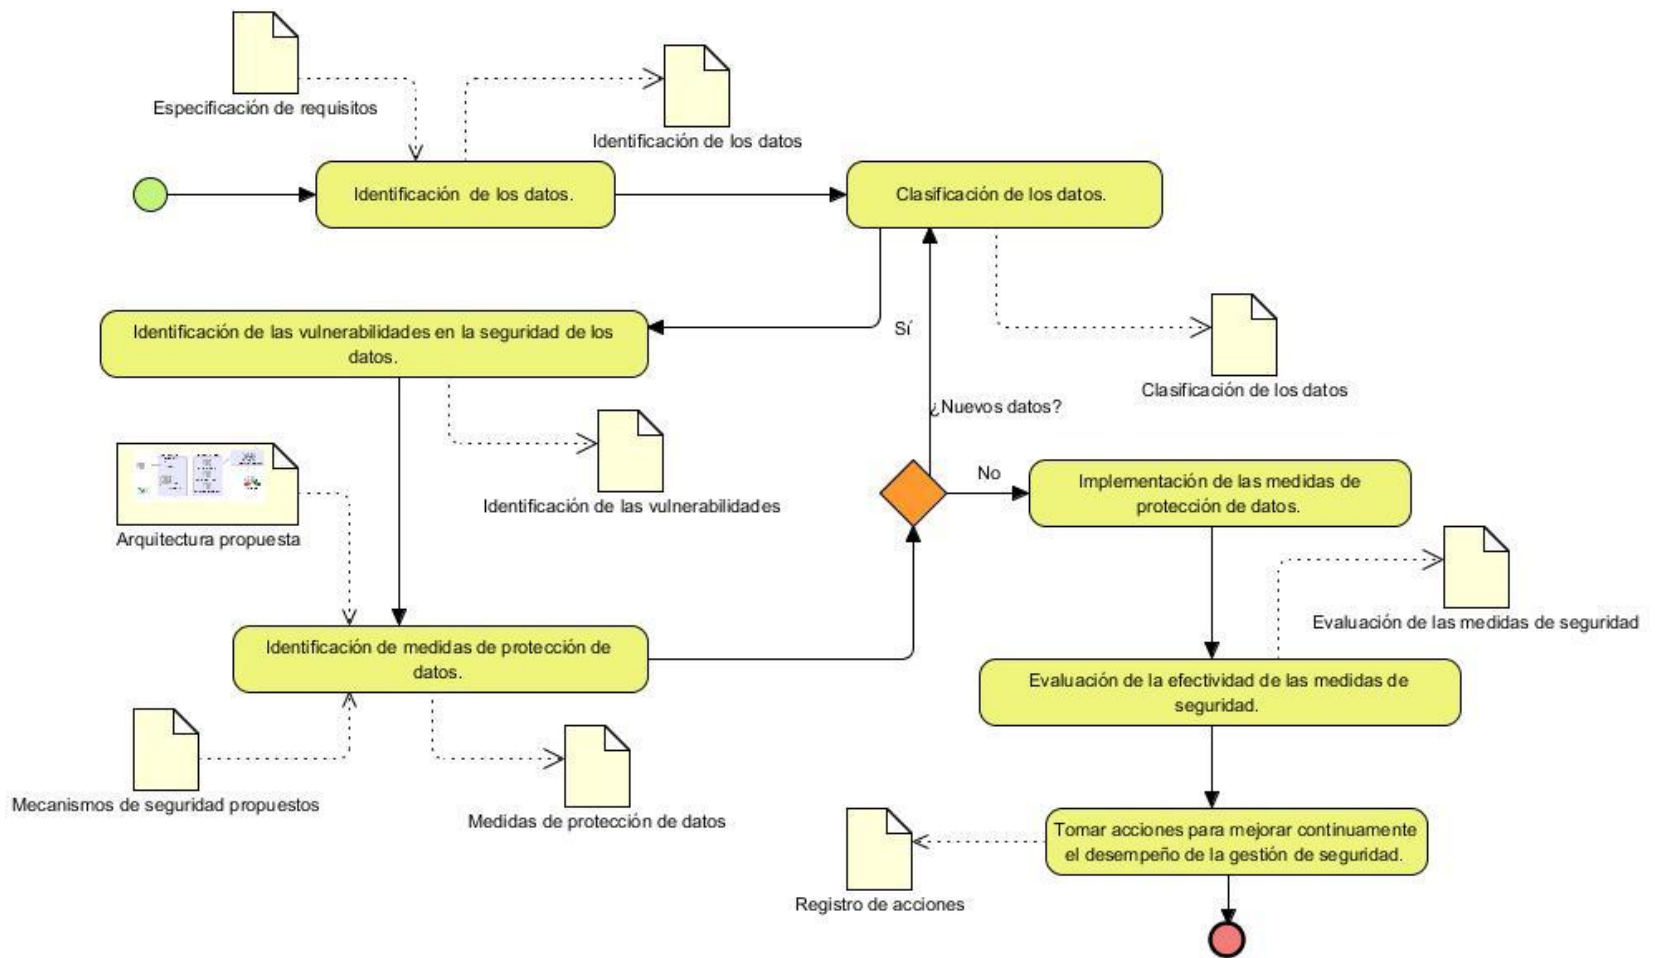 Especificación de requisitos
Identificación de los datos
Identificación de los datos.
Clasificación de los datos.
Identificación de las vulnerabilidades en la seguridad de los
datos.
Sí
Clasificación de los datos
¿Nuevos datos?
Identificación de las vulnerabilidades
No
Implementación de las medidas de
protección de datos.
Arquitectura propuesta
Evaluación de las medidas de seguridad
Identificación de medidas de protección de
datos.
Evaluación de la efectividad de las medidas de
seguridad.
Mecanismos de seguridad propuestos
Medidas de protección de datos
Tomar acciones para mejorar continuamente
el desempeño de la gestión de seguridad.
Registro de acciones